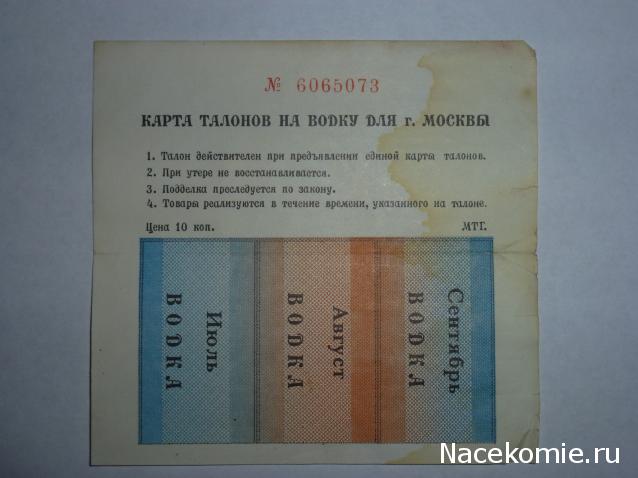 № 6065073
КАРТА ТАЛОНОВ НА ВОДКУ ДЛЯ г. МОСКВЫ
1. Талон действителен при предъявлении единой карты талонов.
2. При утере не восстанавливается.
3. Подделка преследуется по закону.
4. Товары реализуются в течение времени, указанного на талоне.
Цена 10 коп. МТГ.
Июль
ВОДКА
Август
ВОДКА
Сентябрь
ВОДКА
Nacekomie.ru